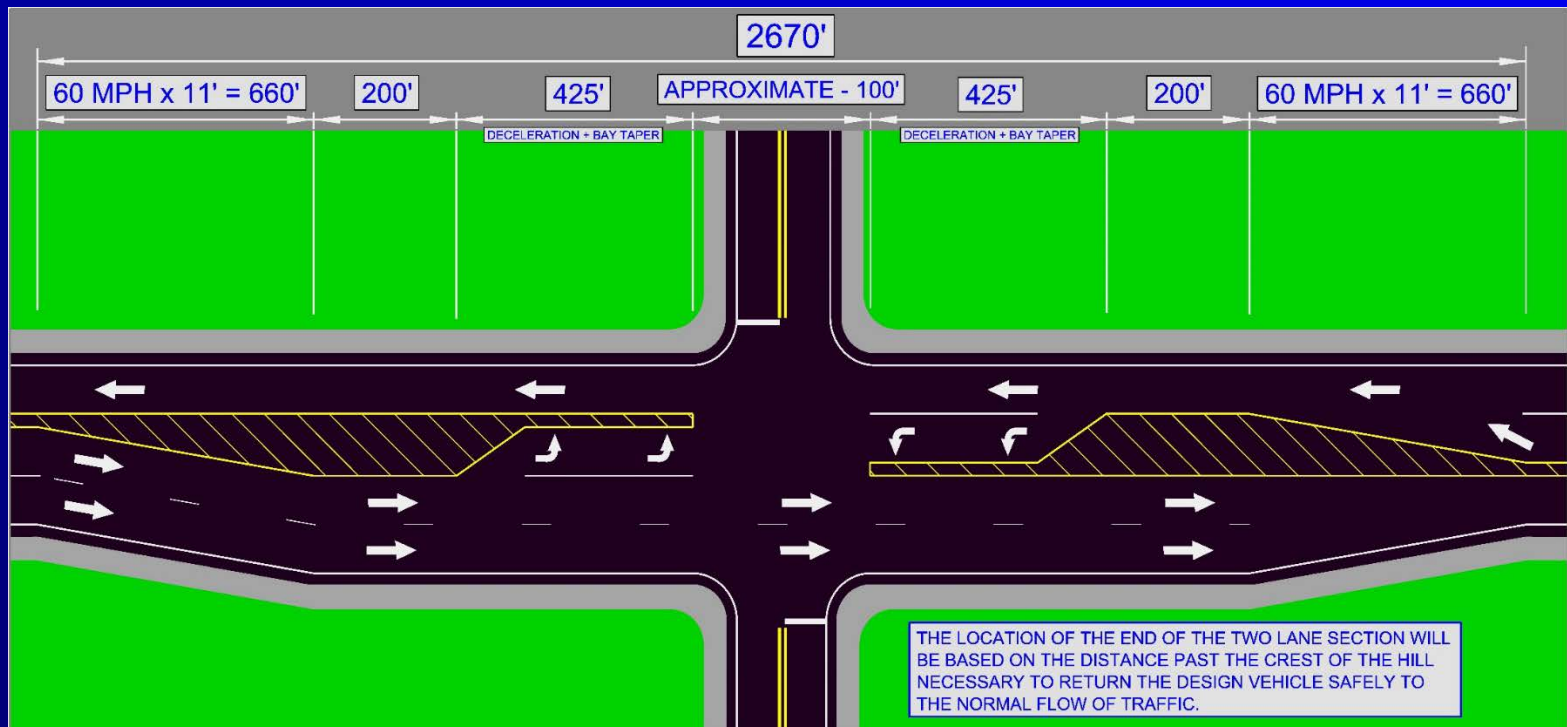 2670'
60 MPH x 11' = 660'
200'
425'
APPROXIMATE - 100'
425'
200'
60 MPH x 11' = 660'
DECELERATION + BAY TAPER
DECELERATION + BAY TAPER
THE LOCATION OF THE END OF THE TWO LANE SECTION WILL
BE BASED ON THE DISTANCE PAST THE CREST OF THE HILL
NECESSARY TO RETURN THE DESIGN VEHICLE SAFELY TO
THE NORMAL FLOW OF TRAFFIC.